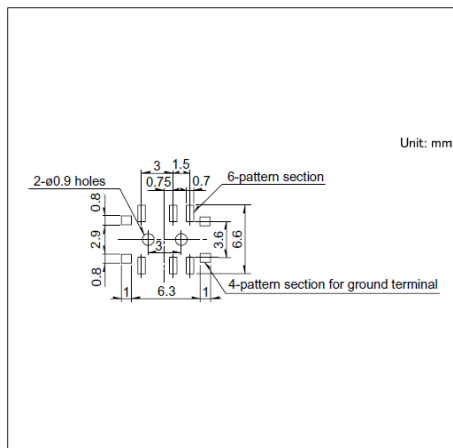 Unit: mm
3 1.5
2-ø0.9 holes 0.75 0.7 6-pattern section
0.8
2.9 3 3.6 6.6
0.8
4-pattern section for ground terminal
1 6.3 1